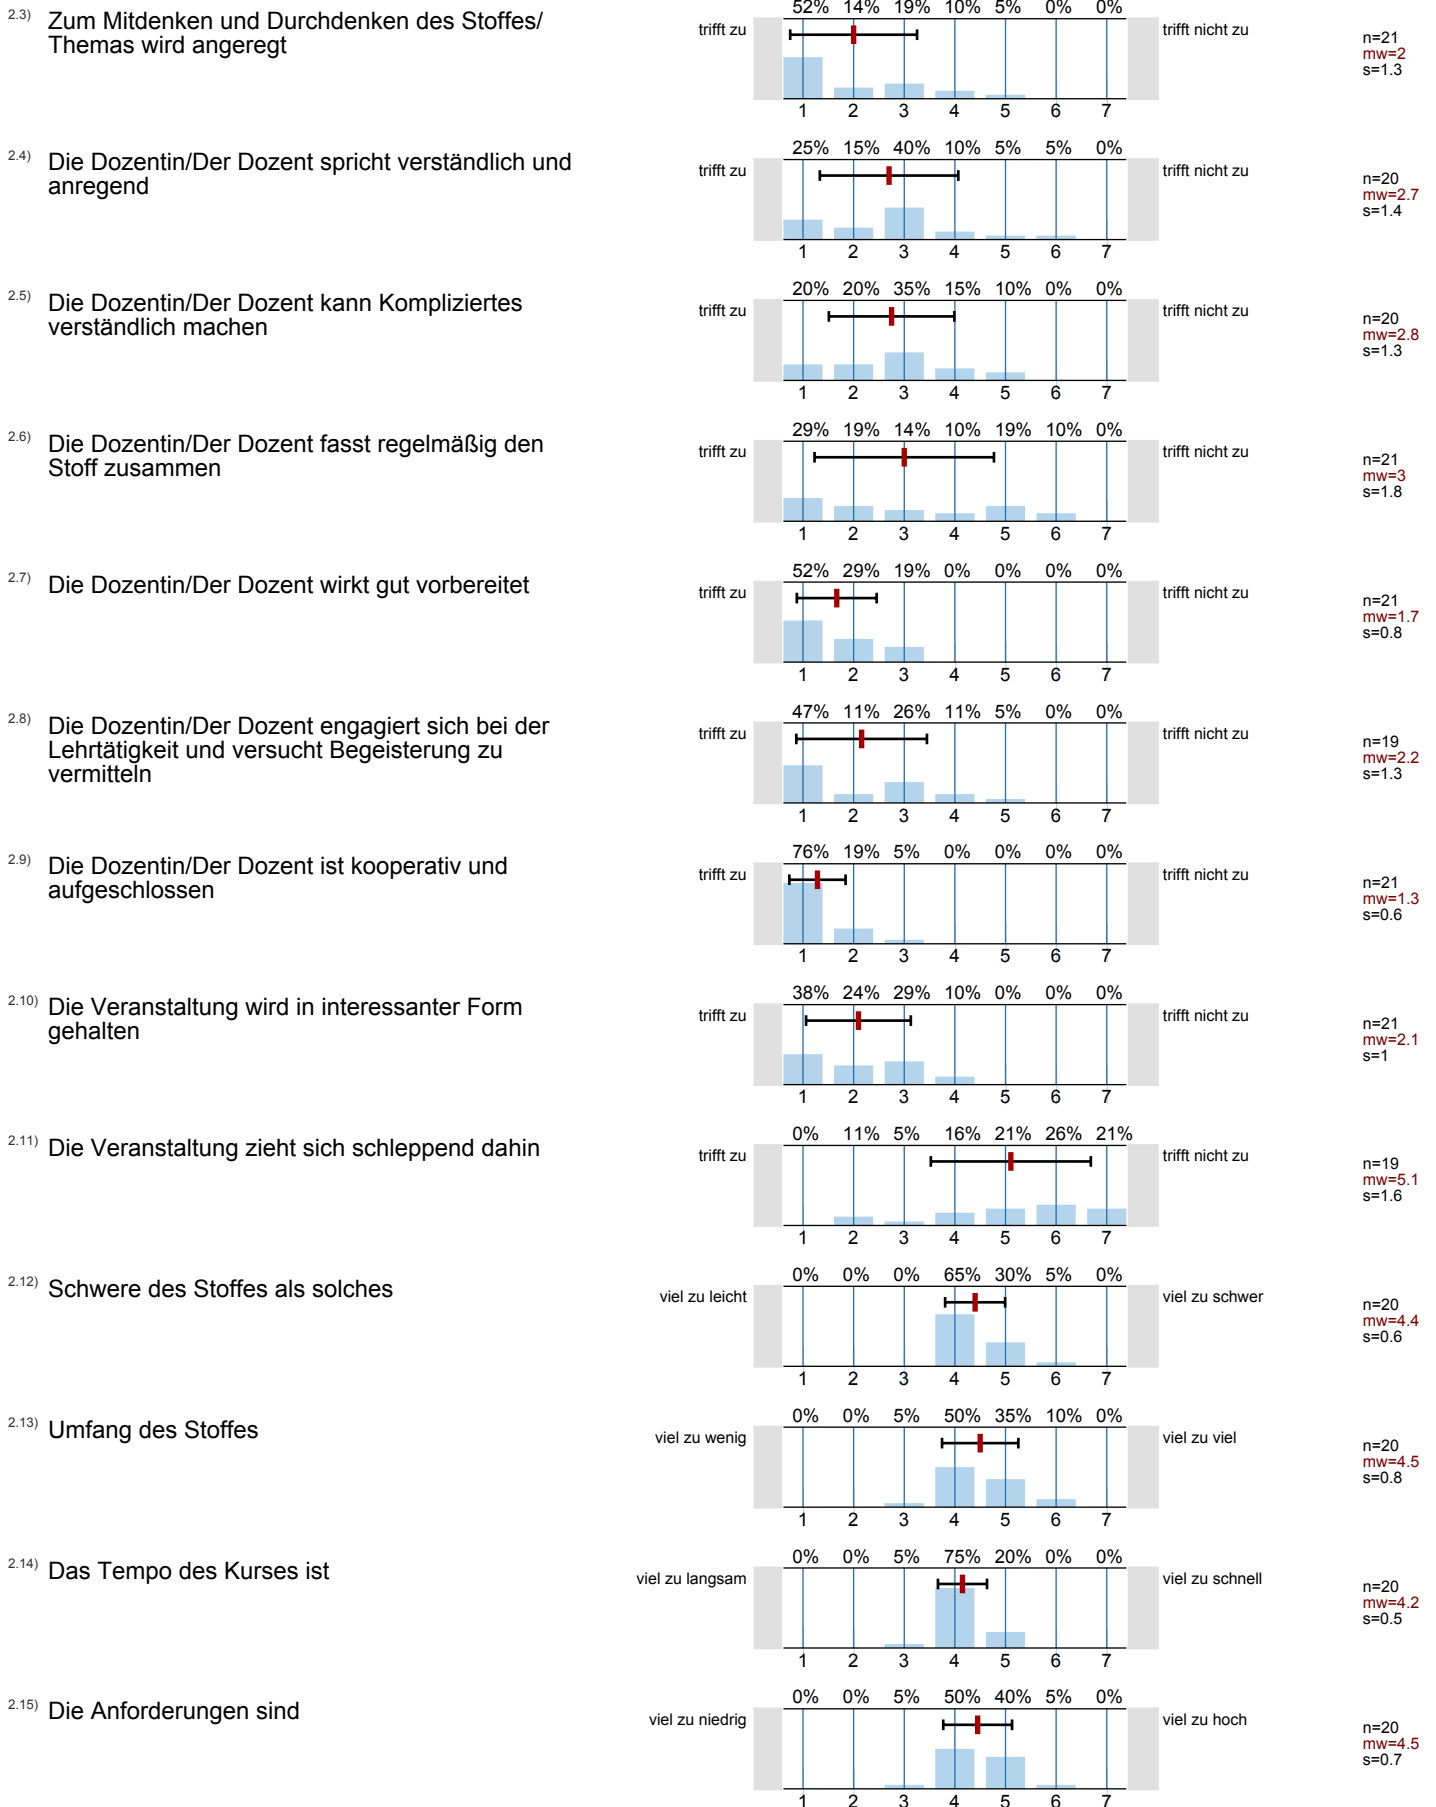 2.3) Zum Mitdenken und Durchdenken des Stoffes/
Themas wird angeregt
52% 14% 19% 10% 5% 0% 0%
trifft zu
trifft nicht zu
n=21
mw=2
s=1.3
1 2 3 4 5 6 7
2.4) Die Dozentin/Der Dozent spricht verständlich und
anregend
25% 15% 40% 10% 5% 5% 0%
trifft zu
trifft nicht zu
n=20
mw=2.7
s=1.4
1 2 3 4 5 6 7
2.5) Die Dozentin/Der Dozent kann Kompliziertes
verständlich machen
20% 20% 35% 15% 10% 0% 0%
trifft zu
trifft nicht zu
n=20
mw=2.8
s=1.3
1 2 3 4 5 6 7
2.6) Die Dozentin/Der Dozent fasst regelmäßig den
Stoff zusammen
29% 19% 14% 10% 19% 10% 0%
trifft zu
trifft nicht zu
n=21
mw=3
s=1.8
1 2 3 4 5 6 7
2.7) Die Dozentin/Der Dozent wirkt gut vorbereitet
52% 29% 19% 0% 0% 0% 0%
trifft zu
trifft nicht zu
n=21
mw=1.7
s=0.8
1 2 3 4 5 6 7
2.8) Die Dozentin/Der Dozent engagiert sich bei der
Lehrtätigkeit und versucht Begeisterung zu
vermitteln
47% 11% 26% 11% 5% 0% 0%
trifft zu
trifft nicht zu
n=19
mw=2.2
s=1.3
1 2 3 4 5 6 7
2.9) Die Dozentin/Der Dozent ist kooperativ und
aufgeschlossen
76% 19% 5% 0% 0% 0% 0%
trifft zu
trifft nicht zu
n=21
mw=1.3
s=0.6
1 2 3 4 5 6 7
2.10) Die Veranstaltung wird in interessanter Form
gehalten
38% 24% 29% 10% 0% 0% 0%
trifft zu
trifft nicht zu
n=21
mw=2.1
s=1
1 2 3 4 5 6 7
2.11) Die Veranstaltung zieht sich schleppend dahin
0% 11% 5% 16% 21% 26% 21%
trifft zu
trifft nicht zu
n=19
mw=5.1
s=1.6
1 2 3 4 5 6 7
2.12) Schwere des Stoffes als solches
0% 0% 0% 65% 30% 5% 0%
viel zu leicht
viel zu schwer
n=20
mw=4.4
s=0.6
1 2 3 4 5 6 7
2.13) Umfang des Stoffes
0% 0% 5% 50% 35% 10% 0%
viel zu wenig
viel zu viel
n=20
mw=4.5
s=0.8
1 2 3 4 5 6 7
2.14) Das Tempo des Kurses ist
0% 0% 5% 75% 20% 0% 0%
viel zu langsam
viel zu schnell
n=20
mw=4.2
s=0.5
1 2 3 4 5 6 7
2.15) Die Anforderungen sind
0% 0% 5% 50% 40% 5% 0%
viel zu niedrig
viel zu hoch
n=20
mw=4.5
s=0.7
1 2 3 4 5 6 7